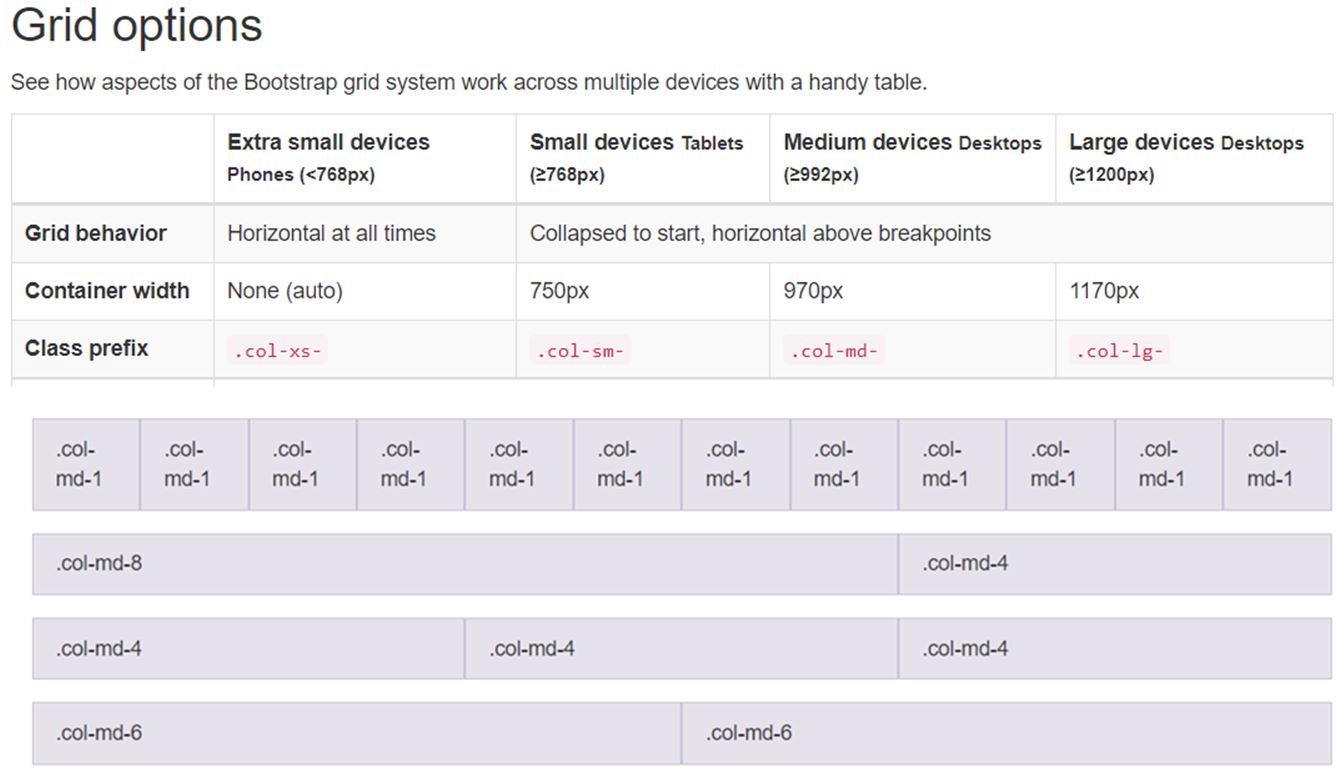 Grid options
See how aspects of the Bootstrap grid system work across multiple devices with a handy table.
Extra small devices Phones (<768px)
Small devices Tablets (≥768px)
Medium devices Desktops (≥992px)
Large devices Desktops (≥1200px)
Grid behavior Horizontal at all times Collapsed to start, horizontal above breakpoints
Container width None (auto) 750px 970px 1170px
Class prefix .col-xs- .col-sm- .col-md- .col-lg-
.col-md-1 .col-md-1 .col-md-1 .col-md-1 .col-md-1 .col-md-1 .col-md-1 .col-md-1 .col-md-1 .col-md-1 .col-md-1 .col-md-1
.col-md-8 .col-md-4
.col-md-4 .col-md-4 .col-md-4
.col-md-6 .col-md-6